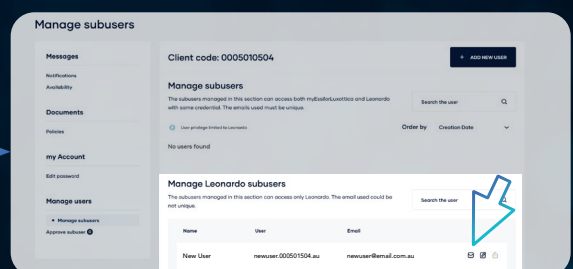 Manage subusers
Messages
Notifications
Availability
Documents
Policies
my Account
Edit password
Manage users
Manage subusers
Approve subuser
Client code: 0005010504
+ ADD NEW USER
Manage subusers
The subusers managed in this section can access both myEssilorLuxottica and Leonardo
with same credential. The emails used must be unique.
Search the user
User privilege limited to Leonardo
Order by Creation Date
No users found
Manage Leonardo subusers
The subusers managed in this section can access only Leonardo. The email used could be
not unique.
Search the user
Name User Email
New User newuser.000501504.au newuser@email.com.au